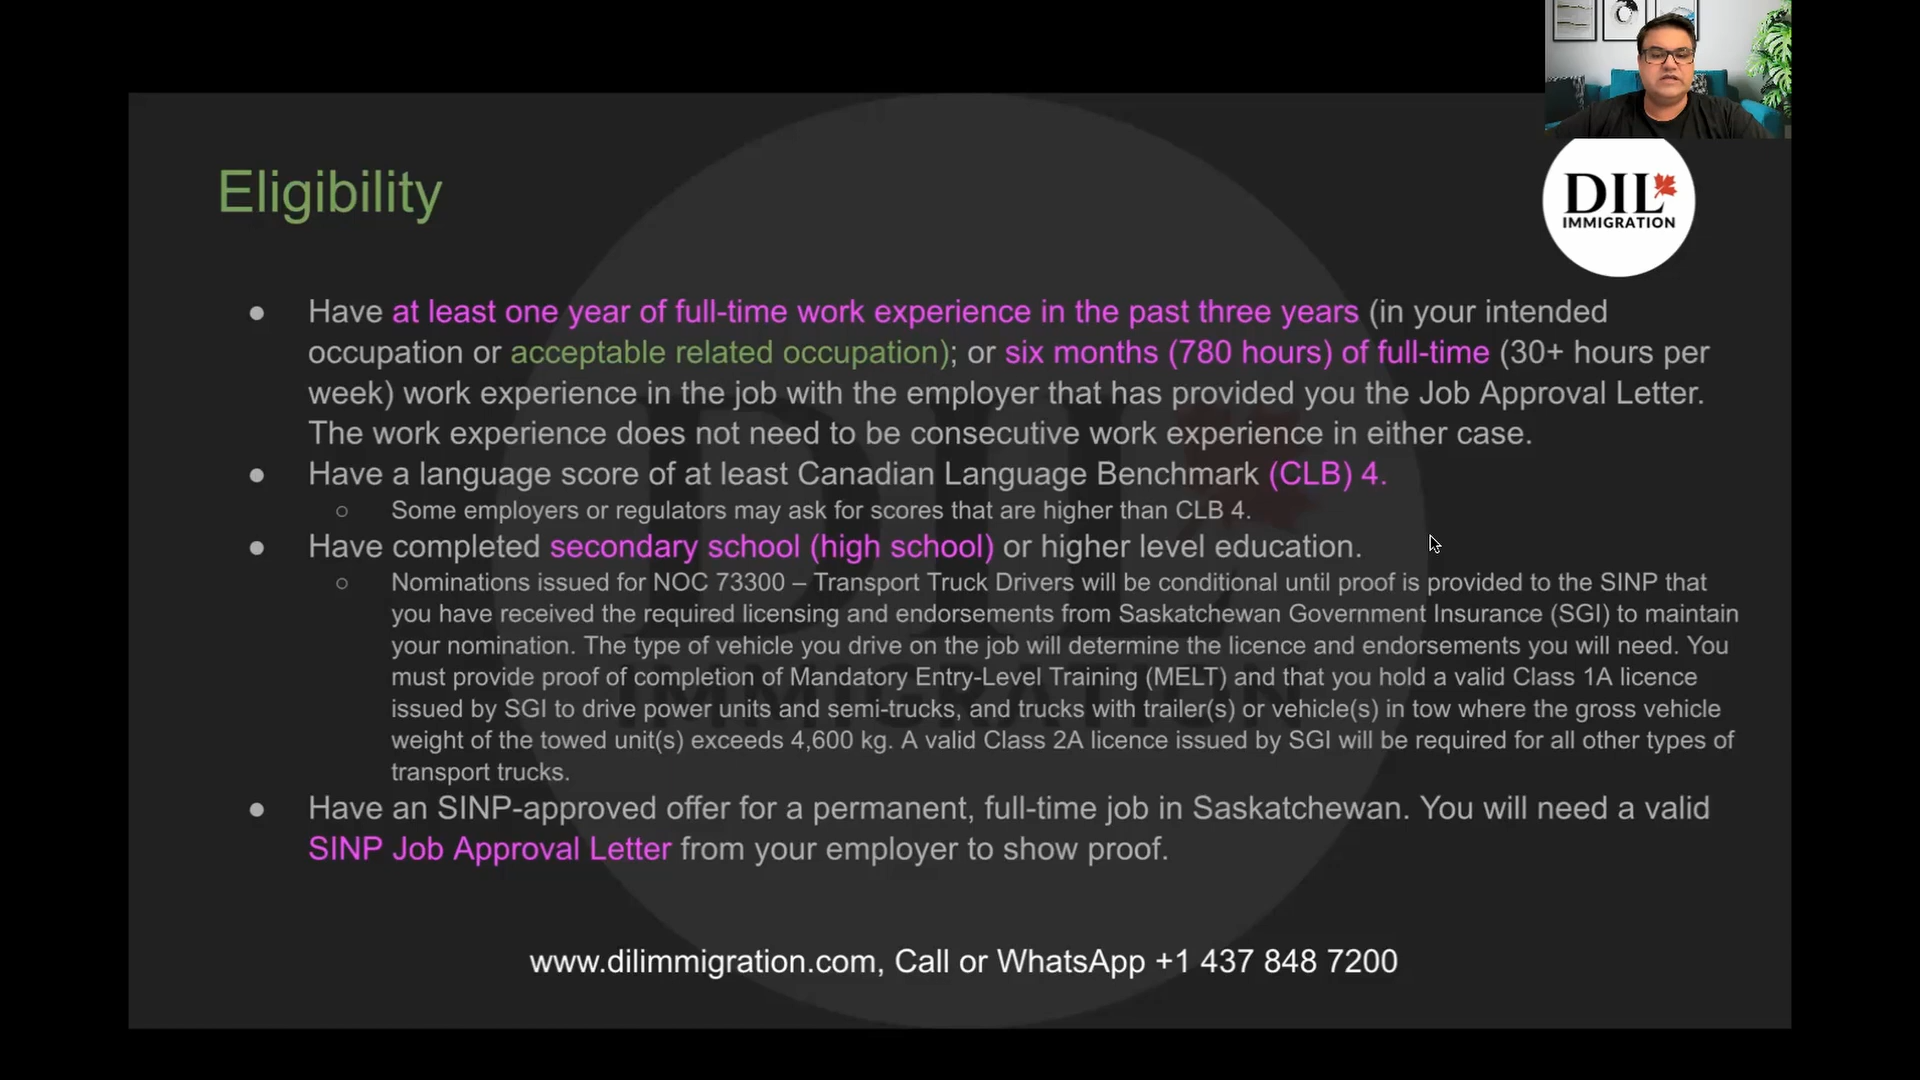 Eligibility
DIL
IMMIGRATION
● Have at least one year of full-time work experience in the past three years (in your intended
occupation or acceptable related occupation); or six months (780 hours) of full-time (30+ hours per
week) work experience in the job with the employer that has provided you the Job Approval Letter.
The work experience does not need to be consecutive work experience in either case.
● Have a language score of at least Canadian Language Benchmark (CLB) 4.
○ Some employers or regulators may ask for scores that are higher than CLB 4.
● Have completed secondary school (high school) or higher level education.
○ Nominations issued for NOC 73300 – Transport Truck Drivers will be conditional until proof is provided to the SINP that
you have received the required licensing and endorsements from Saskatchewan Government Insurance (SGI) to maintain
your nomination. The type of vehicle you drive on the job will determine the licence and endorsements you will need. You
must provide proof of completion of Mandatory Entry-Level Training (MELT) and that you hold a valid Class 1A licence
issued by SGI to drive power units and semi-trucks, and trucks with trailer(s) or vehicle(s) in tow where the gross vehicle
weight of the towed unit(s) exceeds 4,600 kg. A valid Class 2A licence issued by SGI will be required for all other types of
transport trucks.
● Have an SINP-approved offer for a permanent, full-time job in Saskatchewan. You will need a valid
SINP Job Approval Letter from your employer to show proof.
DIL
IMMIGRATION
www.dilimmigration.com, Call or WhatsApp +1 437 848 7200